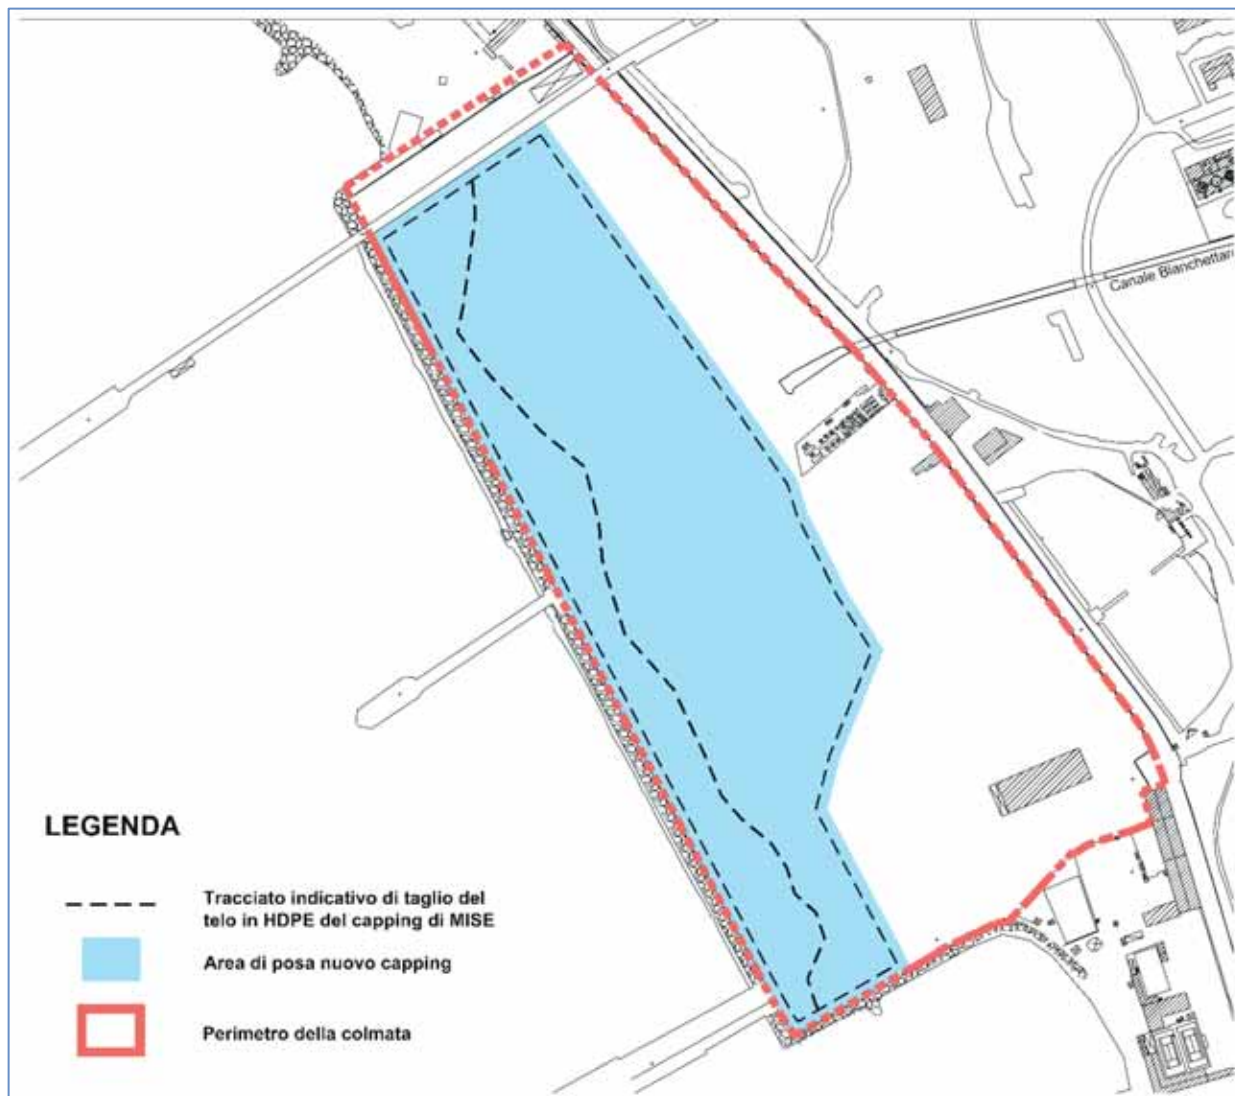 Canale Bianchettaro
LEGENDA
Tracciato indicativo di taglio del
telo in HDPE del capping di MISE
Area di posa nuovo capping
Perimetro della colmata